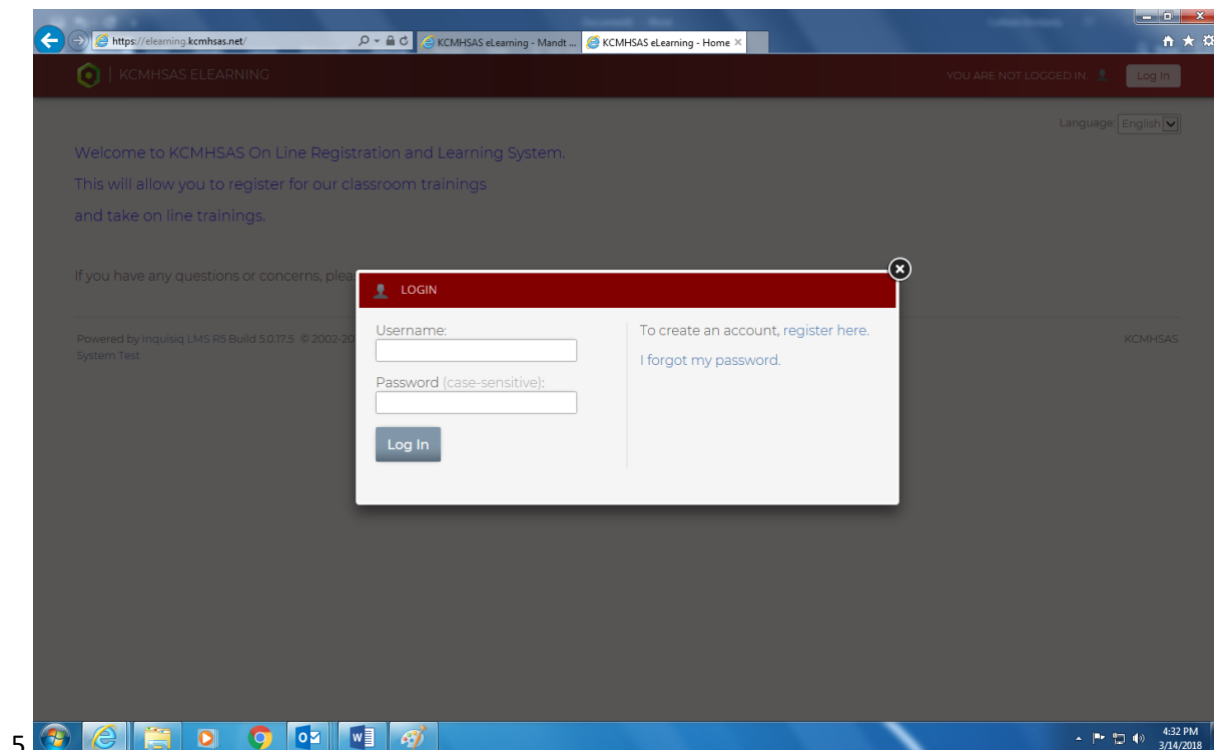 https://elearning.kcmhsas.net/
KCMHSAS eLearning - Mandt ...
KCMHSAS eLearning - Home
| KCMHSAS ELEARNING
YOU ARE NOT LOGGED IN.
Log In
Language: English
Welcome to KCMHSAS On Line Registration and Learning System.
This will allow you to register for our classroom trainings
and take on line trainings.
If you have any questions or concerns, plea
LOGIN
Username:
To create an account, register here.
I forgot my password.
Password (case-sensitive):
Log In
Powered by Inquisiq LMS R5 Build 5.0.17.5 © 2002-20
KCMHSAS
System Test
5
4:32 PM
3/14/2018